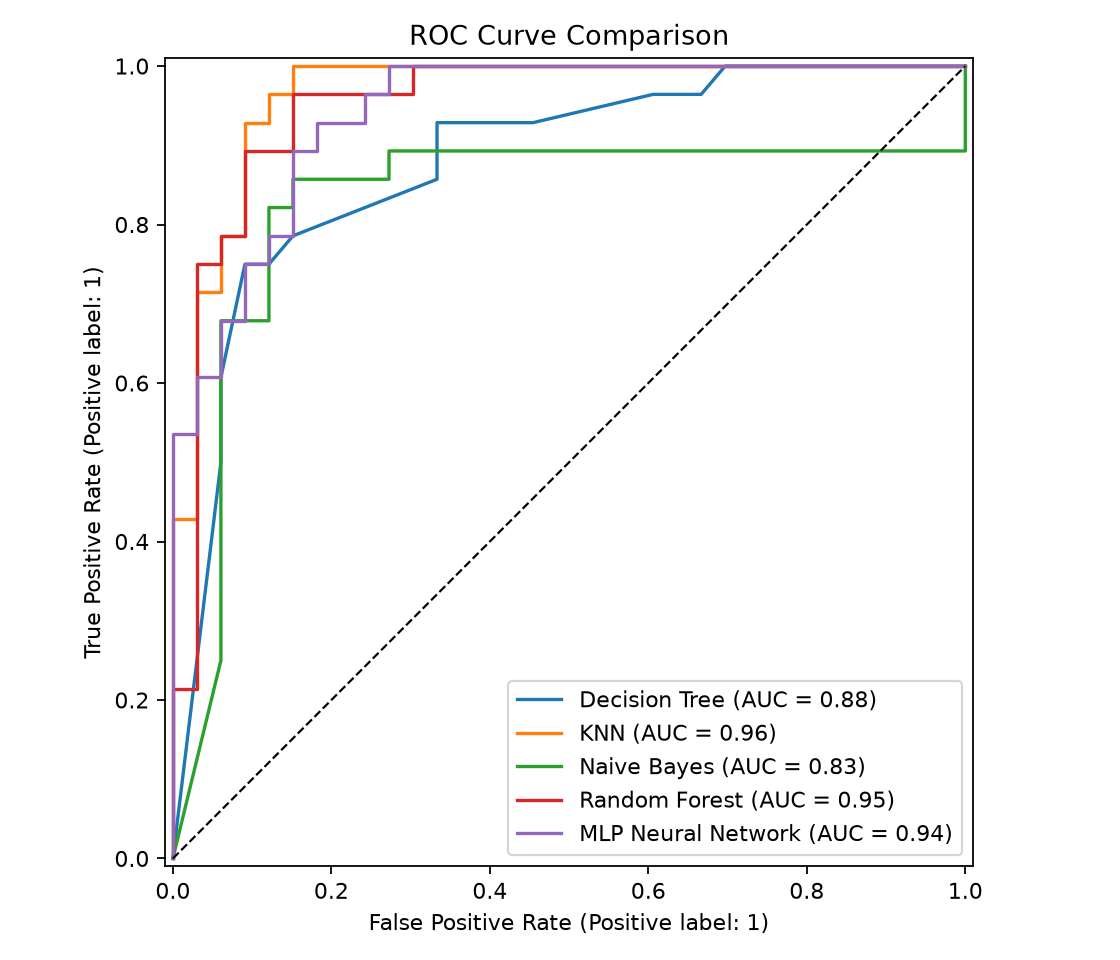 ROC Curve Comparison
True Positive Rate (Positive label: 1)
1.0
0.8
0.6
0.4
0.2
0.0
Decision Tree (AUC = 0.88)
KNN (AUC = 0.96)
Naive Bayes (AUC = 0.83)
Random Forest (AUC = 0.95)
MLP Neural Network (AUC = 0.94)
0.0 0.2 0.4 0.6 0.8 1.0
False Positive Rate (Positive label: 1)